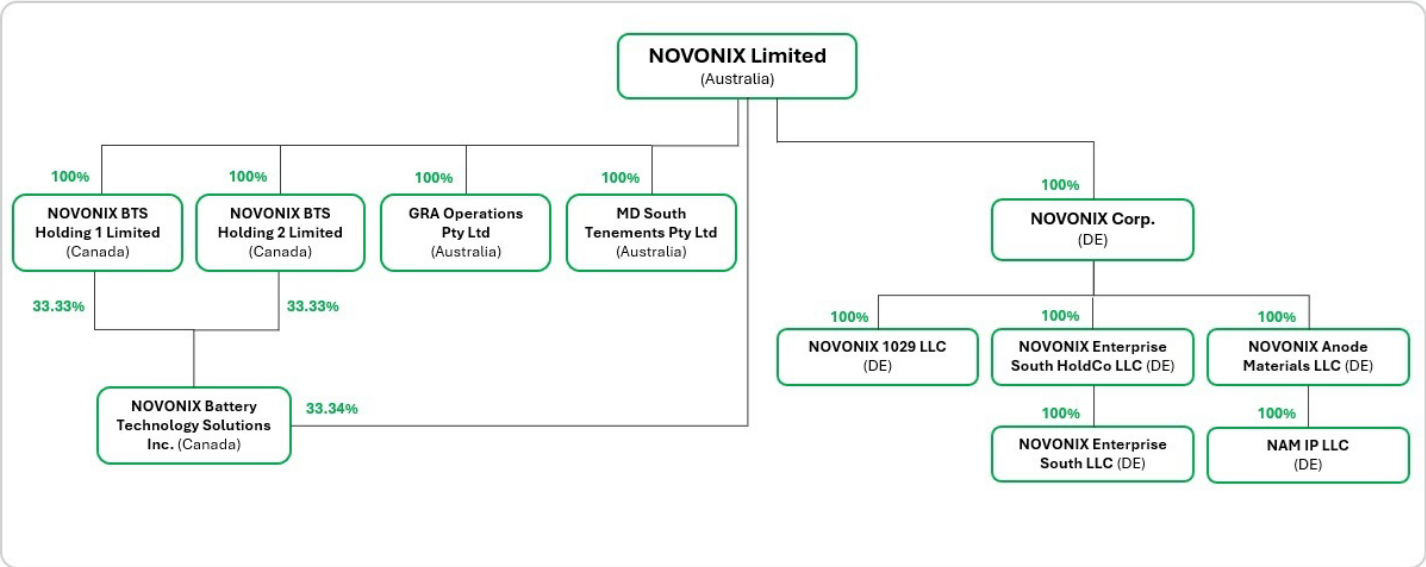 NOVONIX Limited
(Australia)
100%
100%
100%
100%
100%
NOVONIX BTS
Holding 1 Limited
(Canada)
NOVONIX BTS
Holding 2 Limited
(Canada)
GRA Operations
Pty Ltd
(Australia)
MD South
Tenements Pty Ltd
(Australia)
NOVONIX Corp.
(DE)
33.33%
33.33%
100%
100%
100%
NOVONIX 1029 LLC
(DE)
NOVONIX Enterprise
South HoldCo LLC (DE)
NOVONIX Anode
Materials LLC (DE)
NOVONIX Battery
Technology Solutions
Inc. (Canada)
33.34%
100%
100%
NOVONIX Enterprise
South LLC (DE)
NAM IP LLC
(DE)